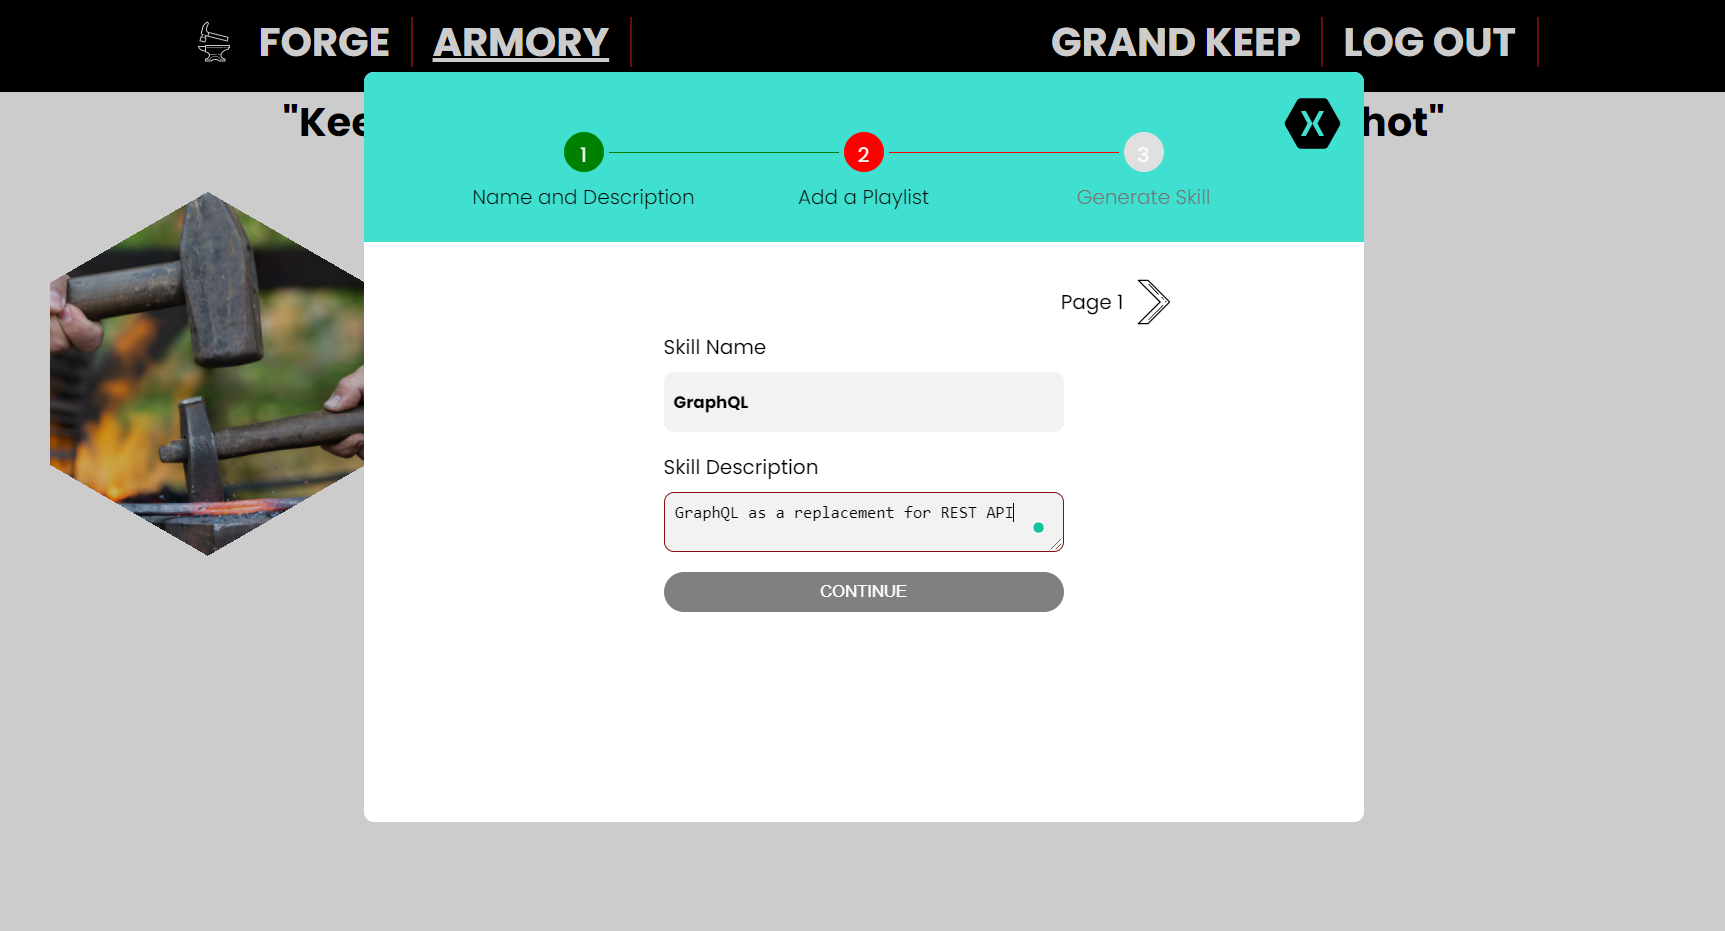 FORGE ARMORY GRAND KEEP LOG OUT
"Kee hot"
X
1 2 3
Name and Description Add a Playlist Generate Skill
Page 1
Skill Name
GraphQL
Skill Description
GraphQL as a replacement for REST API
CONTINUE